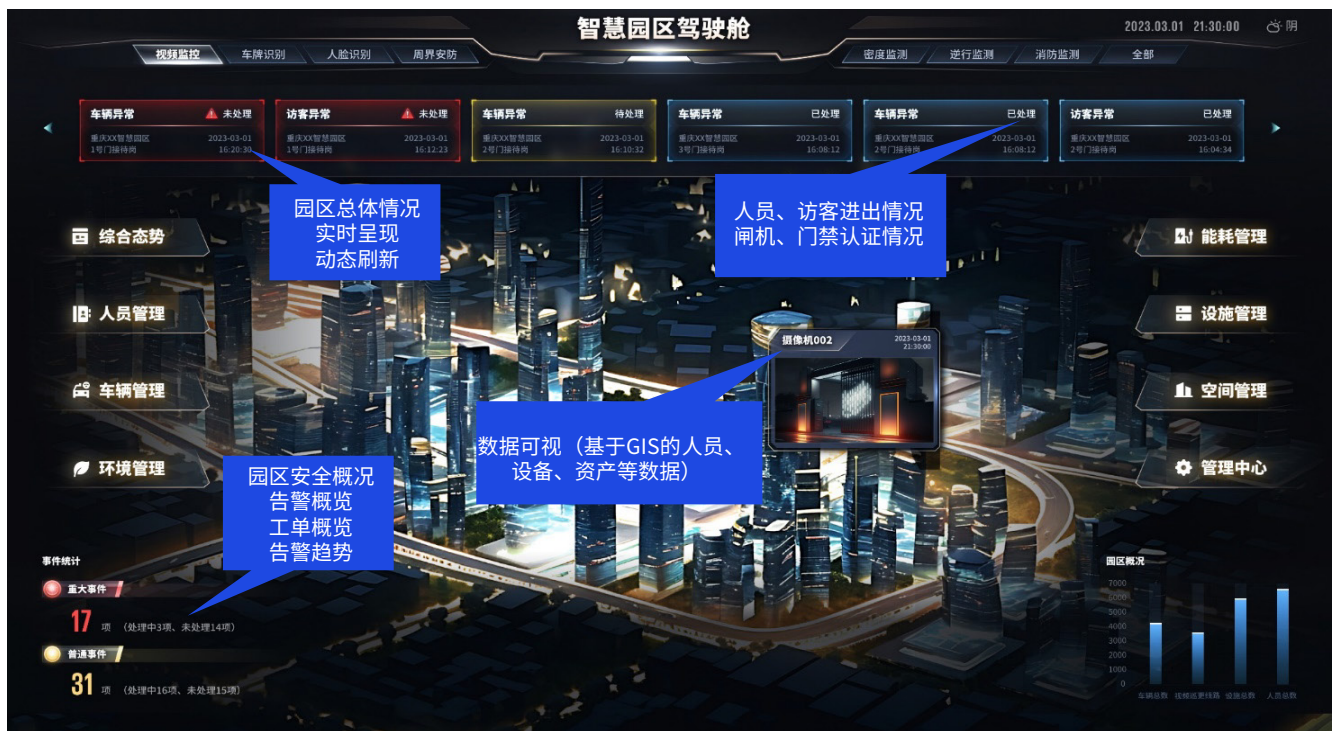 智慧园区驾驶舱
2023.03.01 21:30:00 阴
视频监控 车牌识别 人脸识别 周界安防
密度监测 逆行监测 消防监测 全部
车辆异常 未处理
重庆XX智慧园区 2023-03-01
1号门接待岗 16:20:30
访客异常 未处理
重庆XX智慧园区 2023-03-01
1号门接待岗 16:12:23
车辆异常 待处理
重庆XX智慧园区 2023-03-01
2号门接待岗 16:10:32
车辆异常 已处理
重庆XX智慧园区 2023-03-01
3号门接待岗 16:08:12
车辆异常 已处理
重庆XX智慧园区 2023-03-01
2号门接待岗 16:08:12
访客异常 已处理
重庆XX智慧园区 2023-03-01
2号门接待岗 16:04:34
园区总体情况
实时呈现
动态刷新
人员、访客进出情况
闸机、门禁认证情况
综合态势
人员管理
车辆管理
环境管理
能耗管理
设施管理
空间管理
管理中心
摄像机002
2023-03-01
21:30:00
数据可视（基于GIS的人员、
设备、资产等数据）
园区安全概况
告警概览
工单概览
告警趋势
事件统计
重大事件
17 项 （处理中3项、未处理14项）
普通事件
31 项 （处理中16项、未处理15项）
园区概况
7000
6000
5000
4000
3000
2000
1000
0
车辆总数 视频巡更线路 设施总数 人员总数